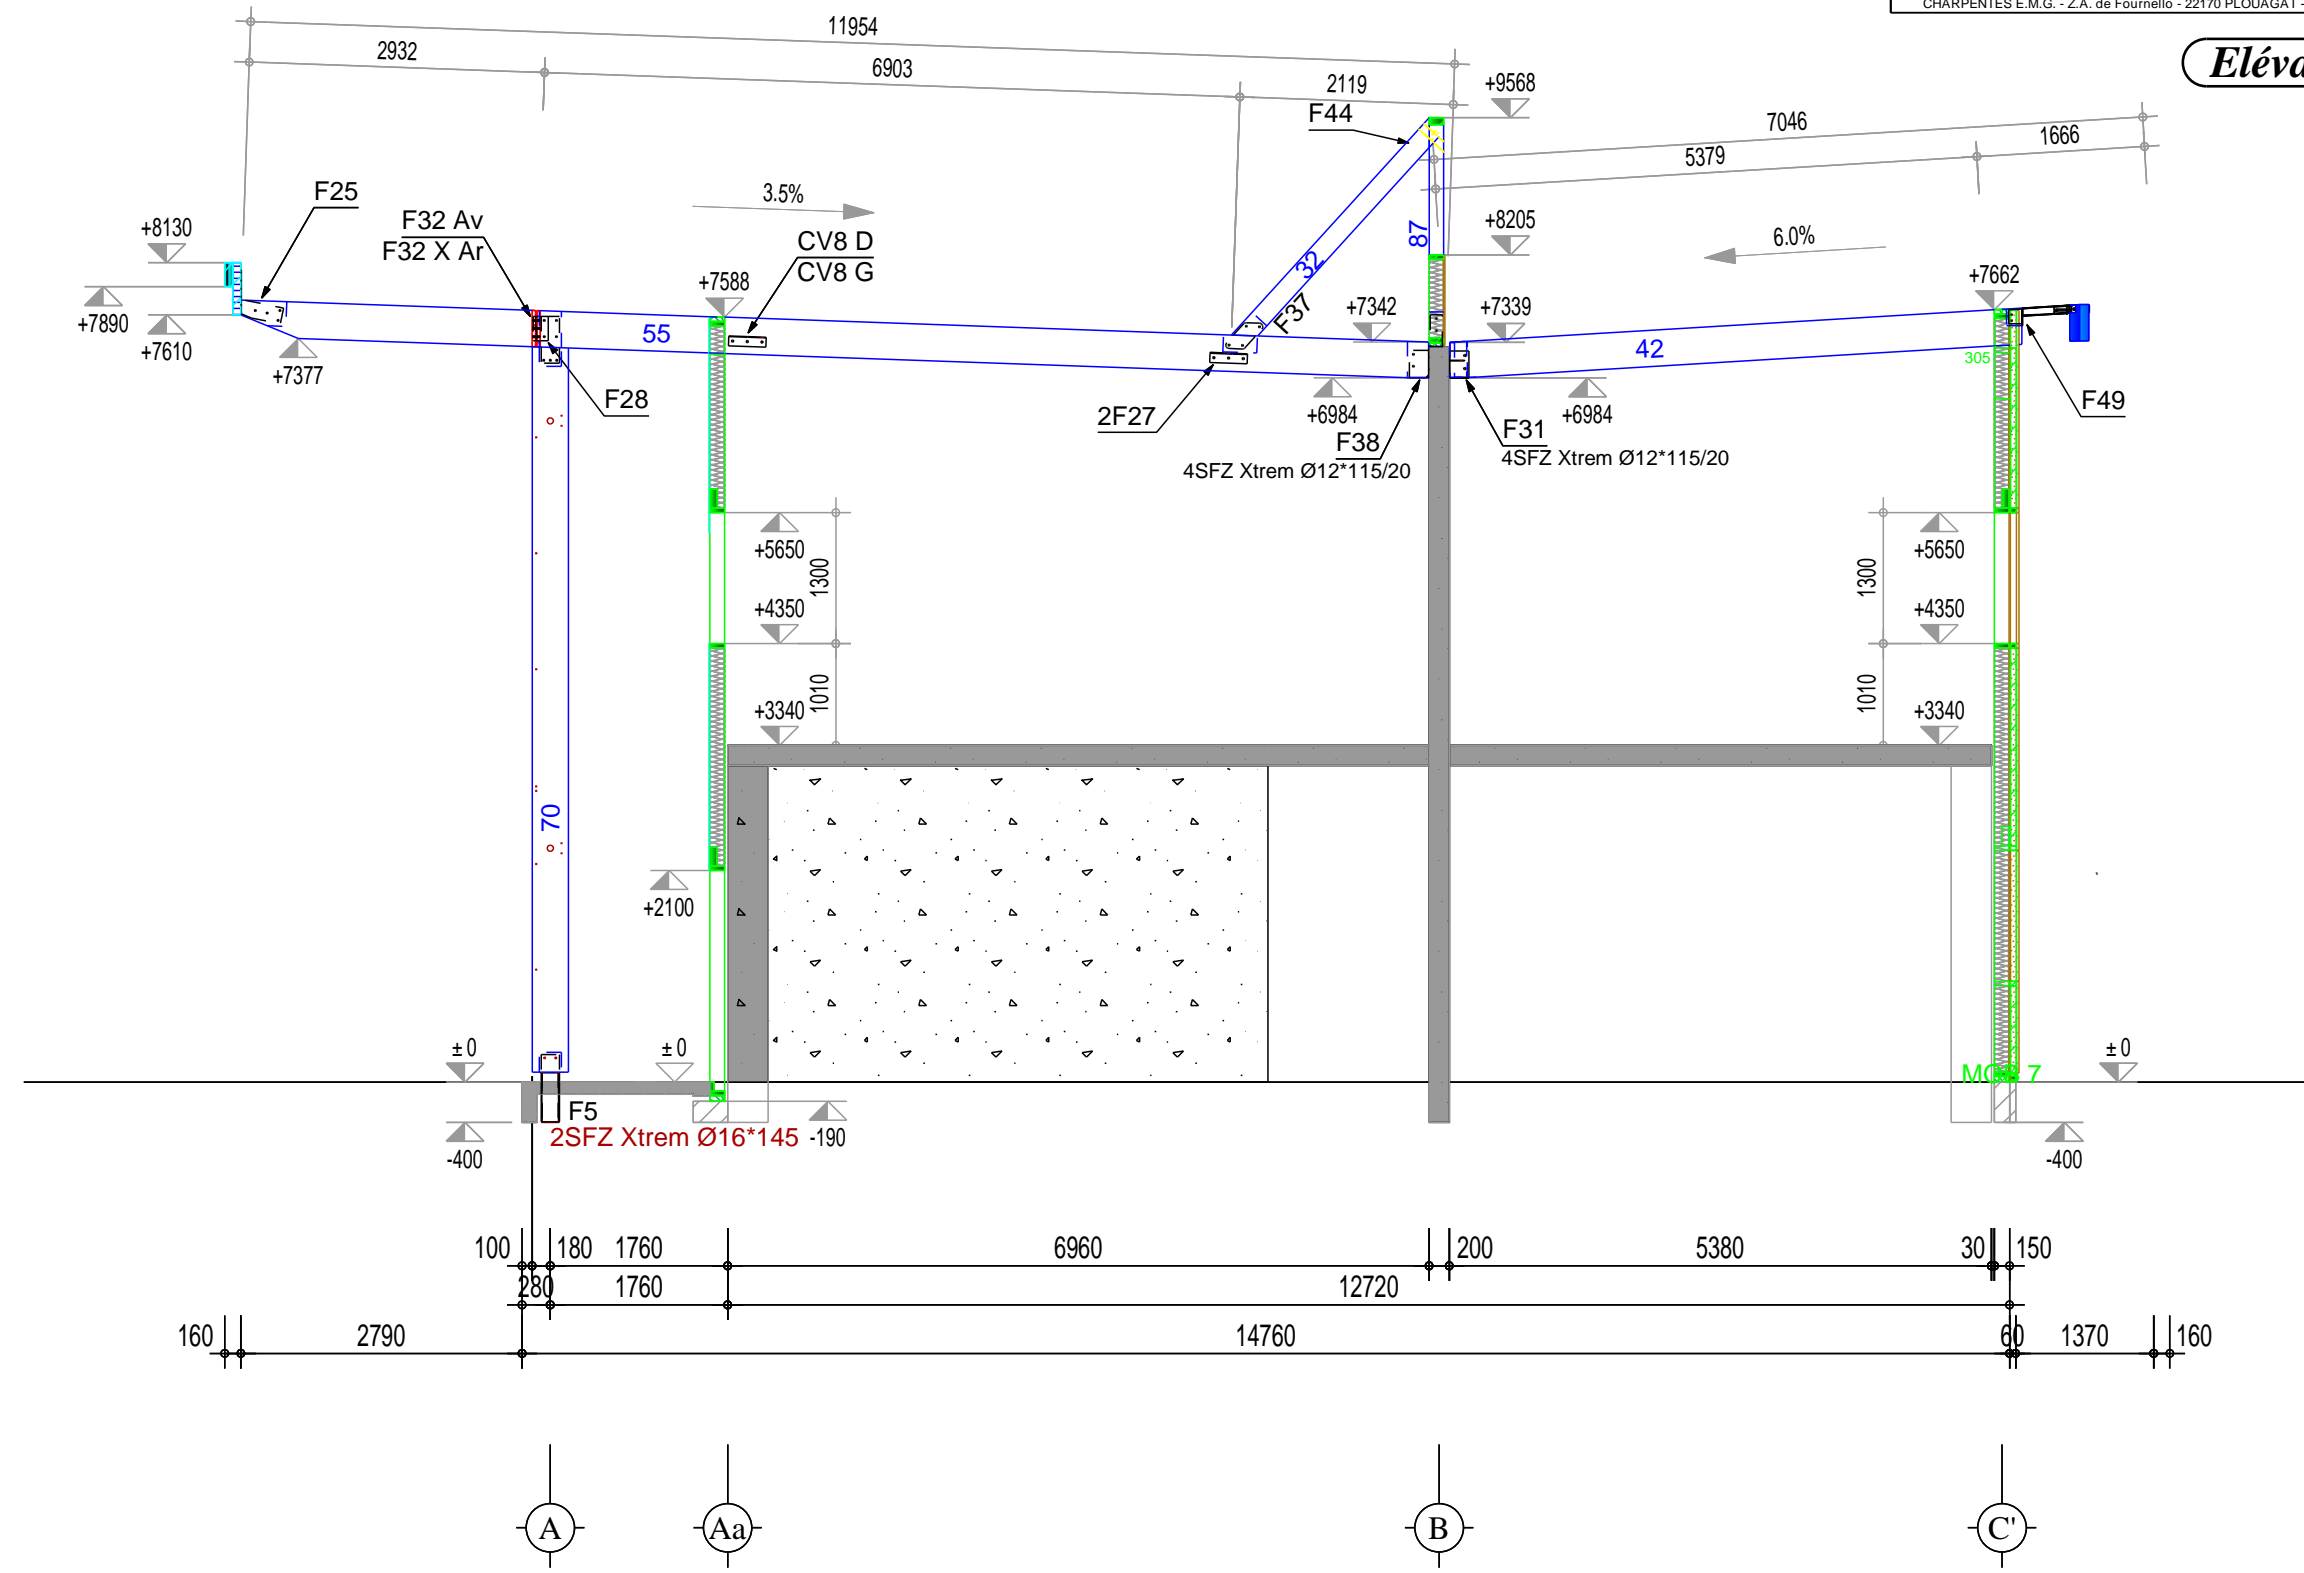 CHARPENTES E.M.G. - Z.A. de Fournello - 22170 PLOUAGAT -
11954
2932
6903
2119
+9568
Eléva
F44
7046
5379
1666
F25
3.5%
+8130
F32 Av
F32 X Ar
CV8 D
CV8 G
87
+8205
6.0%
32
+7588
+7662
+7890
+7610
+7377
55
F37
+7342
+7339
42
305
F28
2F27
+6984
+6984
F49
F38
F31
4SFZ Xtrem Ø12*115/20
4SFZ Xtrem Ø12*115/20
+5650
1300
+5650
1300
+4350
+4350
1010
1010
+3340
+3340
70
+2100
±0
±0
±0
F5
2SFZ Xtrem Ø16*145
-190
-400
-400
100
180
1760
6960
200
5380
30
150
280
1760
12720
160
2790
14760
60
1370
160
A
Aa
B
C'